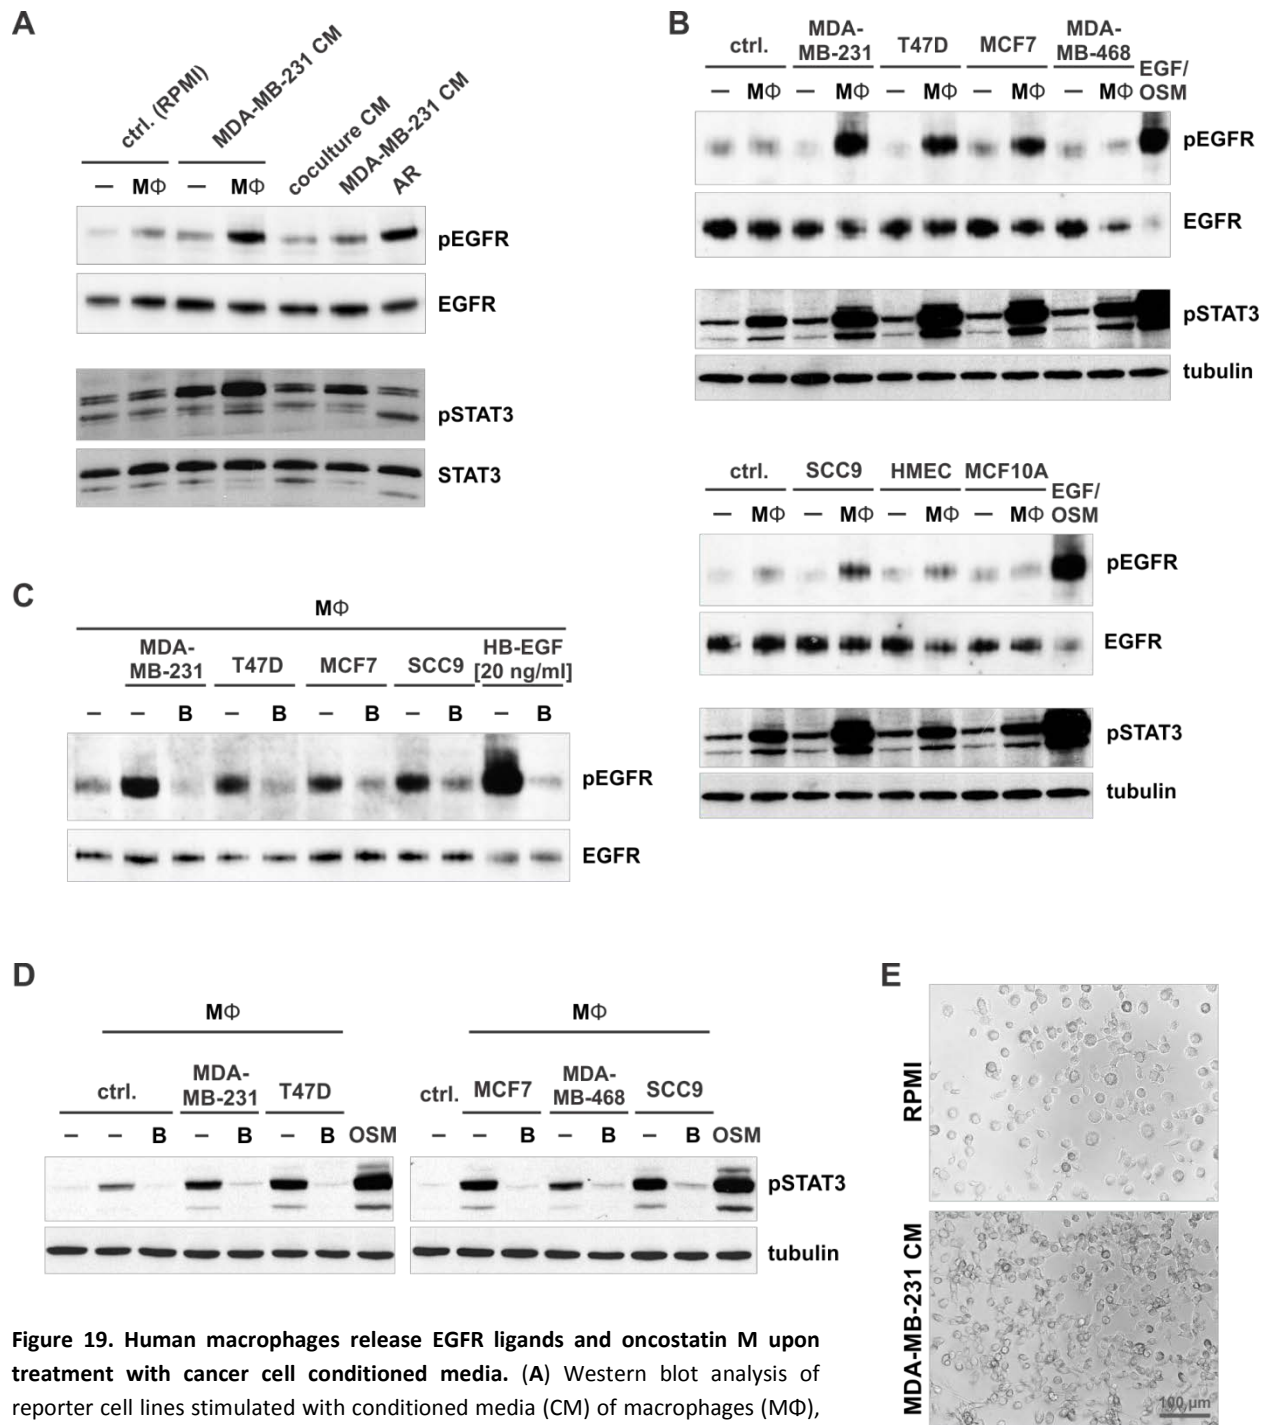 A
ctrl. (RPMI)
MDA-MB-231 CM
coculture CM
MDA-MB-231 CM
AR
– MΦ – MΦ
pEGFR
EGFR
pSTAT3
STAT3
B
ctrl. MDA-MB-231 T47D MCF7 MDA-MB-468 EGF/OSM
– MΦ – MΦ – MΦ – MΦ – MΦ
pEGFR
EGFR
pSTAT3
tubulin
ctrl. SCC9 HMEC MCF10A EGF/OSM
– MΦ – MΦ – MΦ – MΦ
pEGFR
EGFR
pSTAT3
tubulin
C
MΦ
MDA-MB-231 T47D MCF7 SCC9 HB-EGF [20 ng/ml]
– – B – B – B – B – B
pEGFR
EGFR
D
MΦ MΦ
ctrl. MDA-MB-231 T47D ctrl. MCF7 MDA-MB-468 SCC9
– – B – B – B OSM – – B – B – B OSM
pSTAT3
tubulin
E
RPMI
MDA-MB-231 CM
100 µm
Figure 19. Human macrophages release EGFR ligands and oncostatin M upon
treatment with cancer cell conditioned media. (A) Western blot analysis of
reporter cell lines stimulated with conditioned media (CM) of macrophages (MΦ),